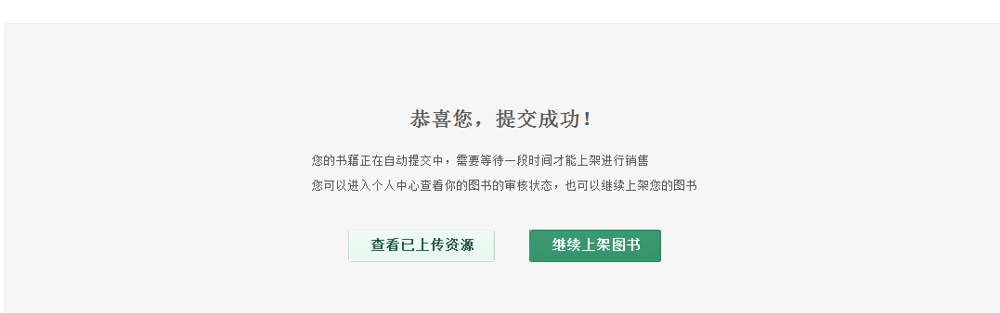 恭喜您，提交成功！
您的书籍正在自动提交中，需要等待一段时间才能上架进行销售
您可以进入个人中心查看你的图书的审核状态，也可以继续上架您的图书
查看已上传资源
继续上架图书